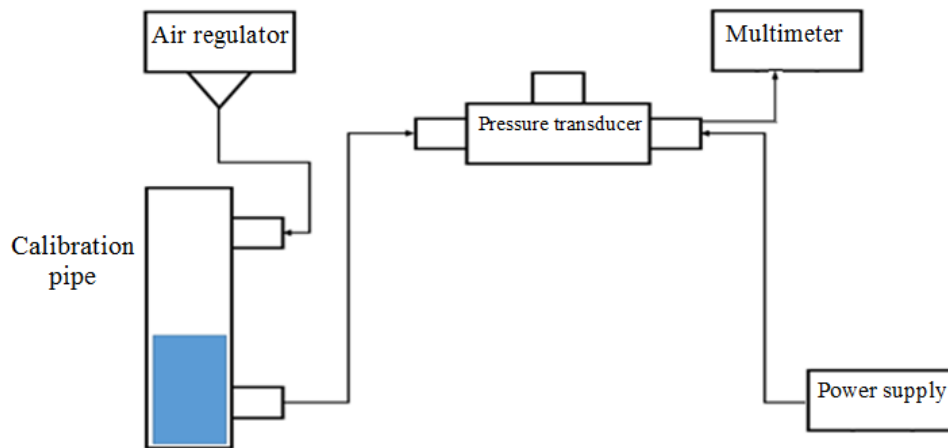 Air regulator
Multimeter
Pressure transducer
Calibration
pipe
Power supply